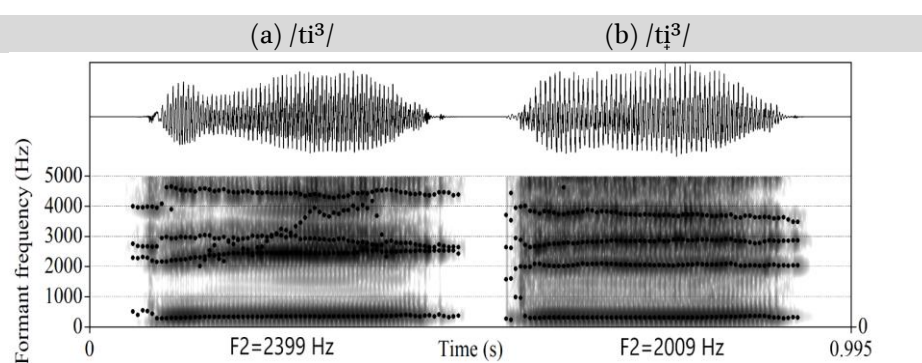 (a) /ti³/ (b) /ti̟³/
Formant frequency (Hz)
5000
4000
3000
2000
1000
0 0
0 F2=2399 Hz Time (s) F2=2009 Hz 0.995